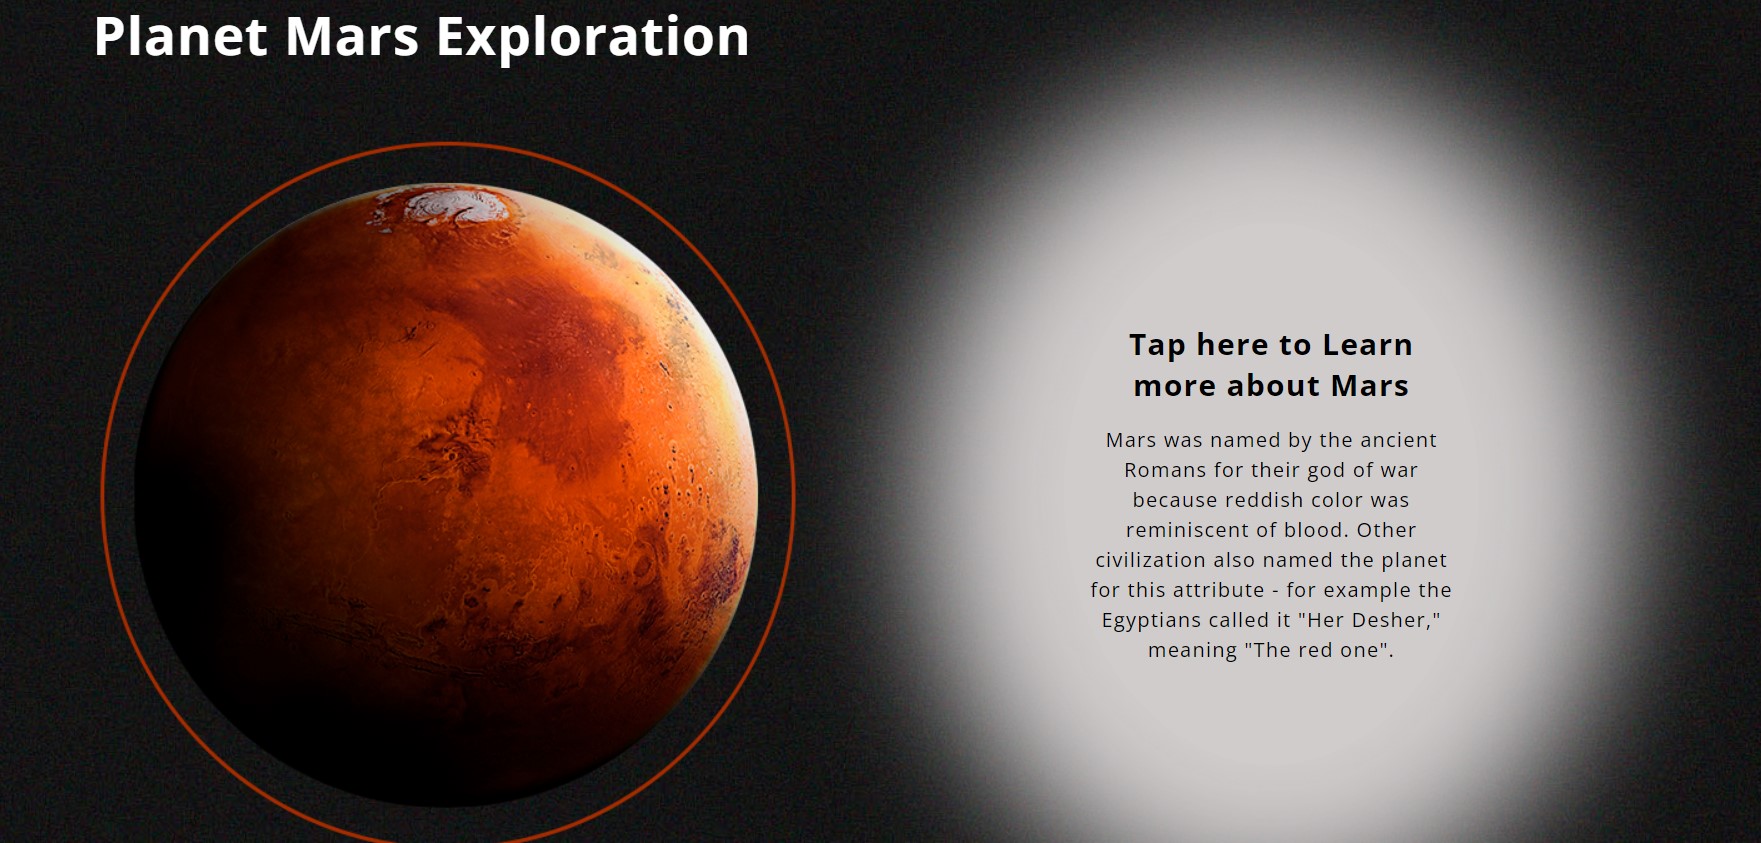 Planet Mars Exploration
Tap here to Learn
more about Mars
Mars was named by the ancient
Romans for their god of war
because reddish color was
reminiscent of blood. Other
civilization also named the planet
for this attribute - for example the
Egyptians called it "Her Desher,"
meaning "The red one".